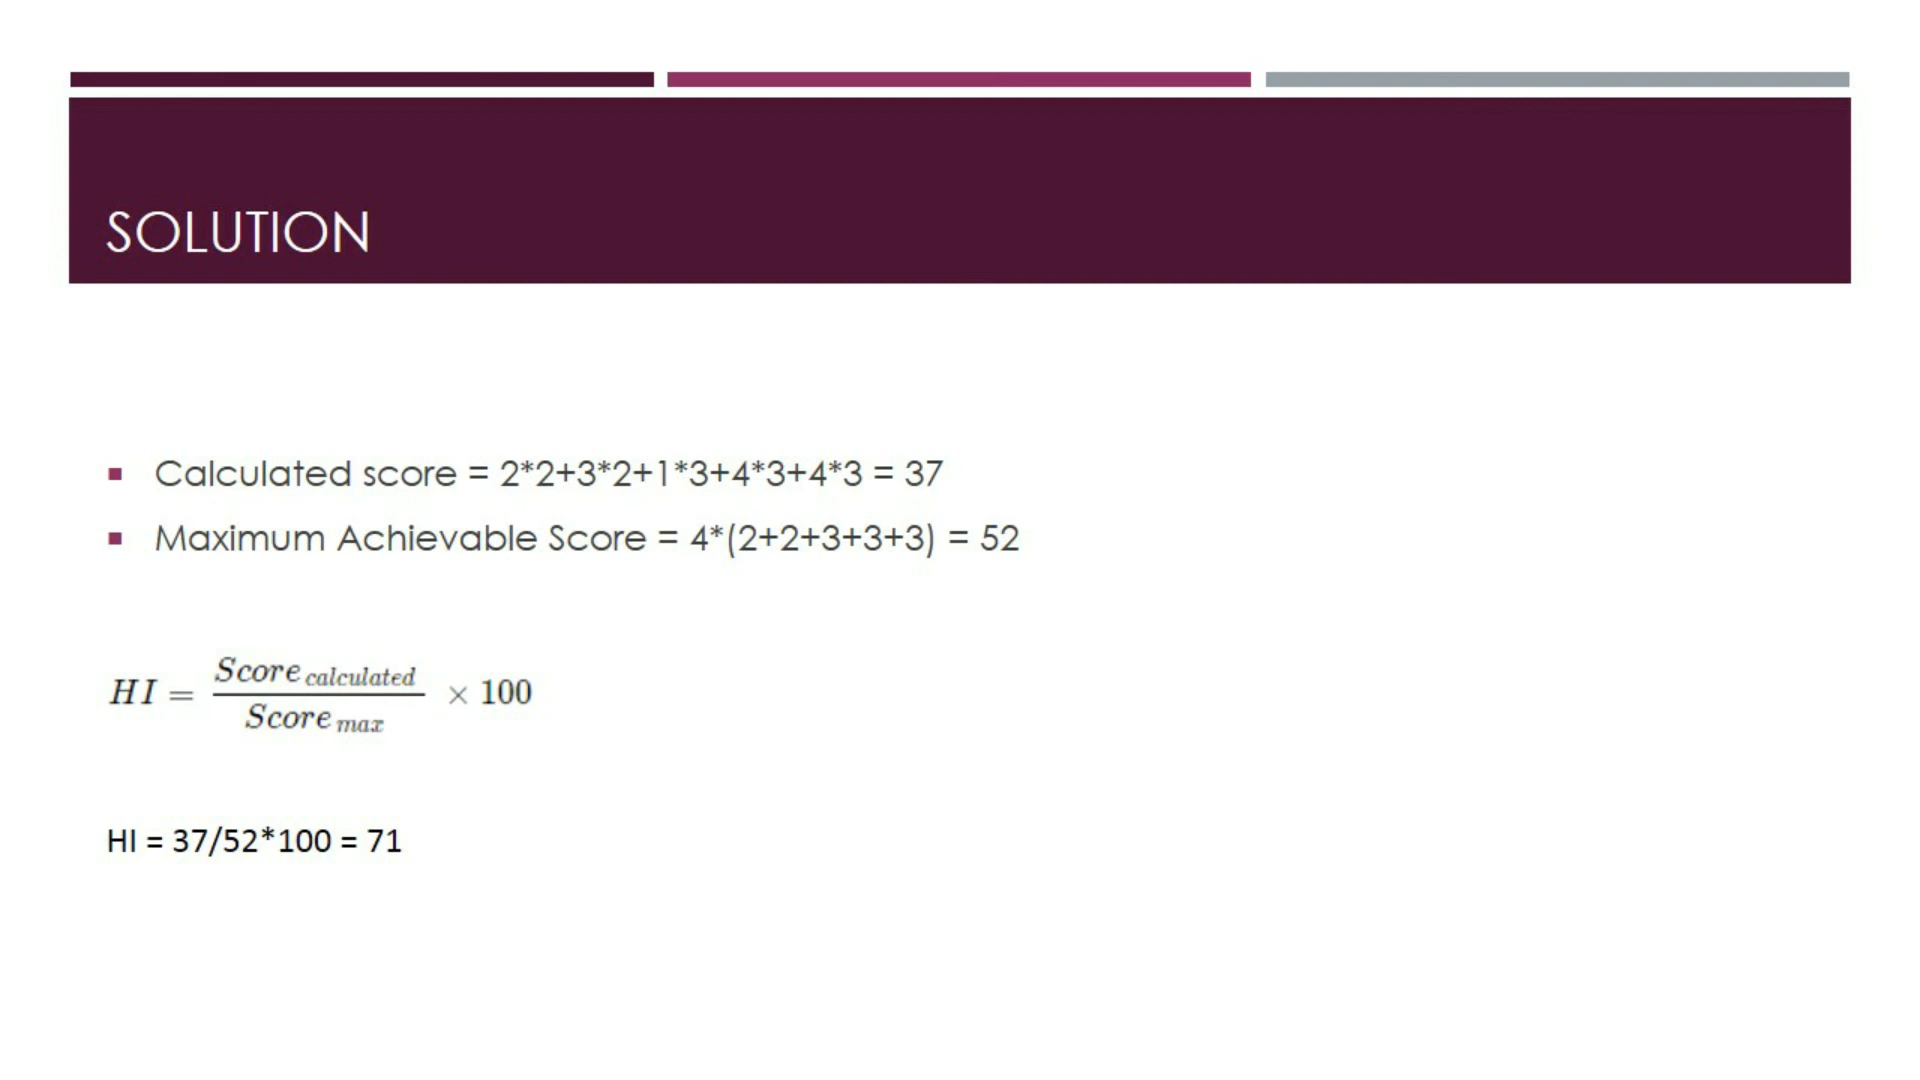 SOLUTION
Calculated score = 2*2+3*2+1*3+4*3+4*3 = 37
Maximum Achievable Score = 4*(2+2+3+3+3) = 52
HI = Score calculated / Score max × 100
HI = 37/52*100 = 71